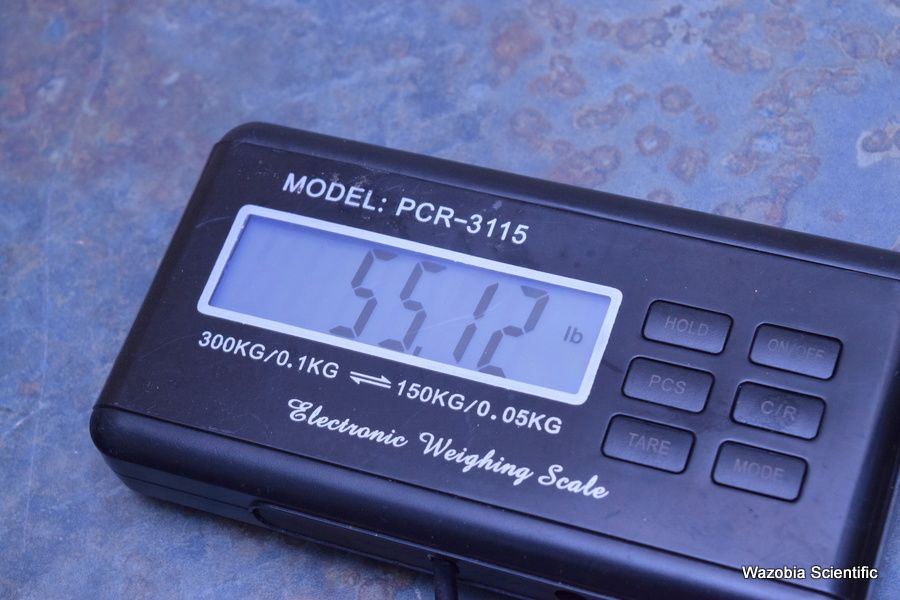 MODEL: PCR-3115
55.12 lb
300KG/0.1KG ⇌ 150KG/0.05KG
Electronic Weighing Scale
HOLD ON/OFF
PCS C/R
TARE MODE
Wazobia Scientific